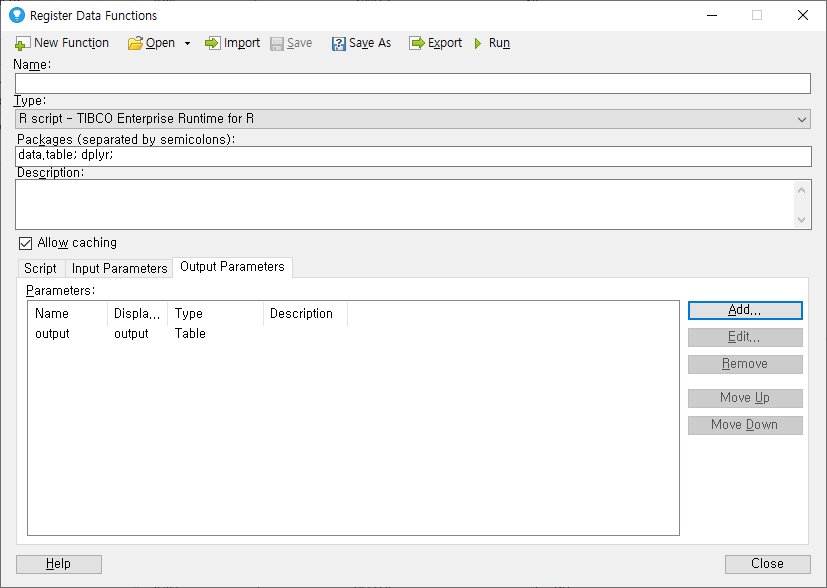 Register Data Functions
New Function Open Import Save Save As Export Run
Name:
Type:
R script - TIBCO Enterprise Runtime for R
Packages (separated by semicolons):
data.table; dplyr;
Description:
Allow caching
Script Input Parameters Output Parameters
Parameters:
Name Displa... Type Description
output output Table
Add...
Edit...
Remove
Move Up
Move Down
Help Close